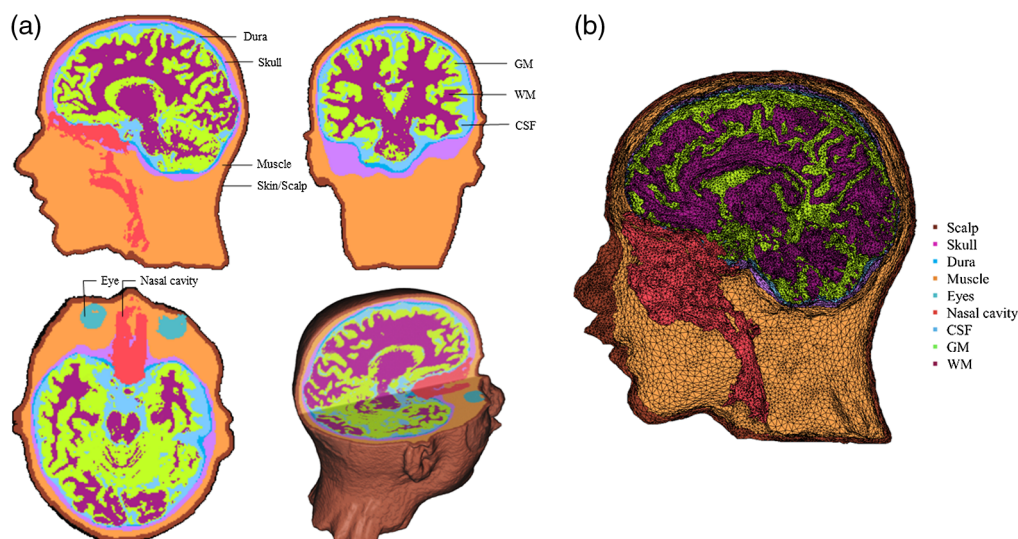 (a)
Dura
Skull
Muscle
Skin/Scalp
GM
WM
CSF
Eye
Nasal cavity
(b)
Scalp
Skull
Dura
Muscle
Eyes
Nasal cavity
CSF
GM
WM